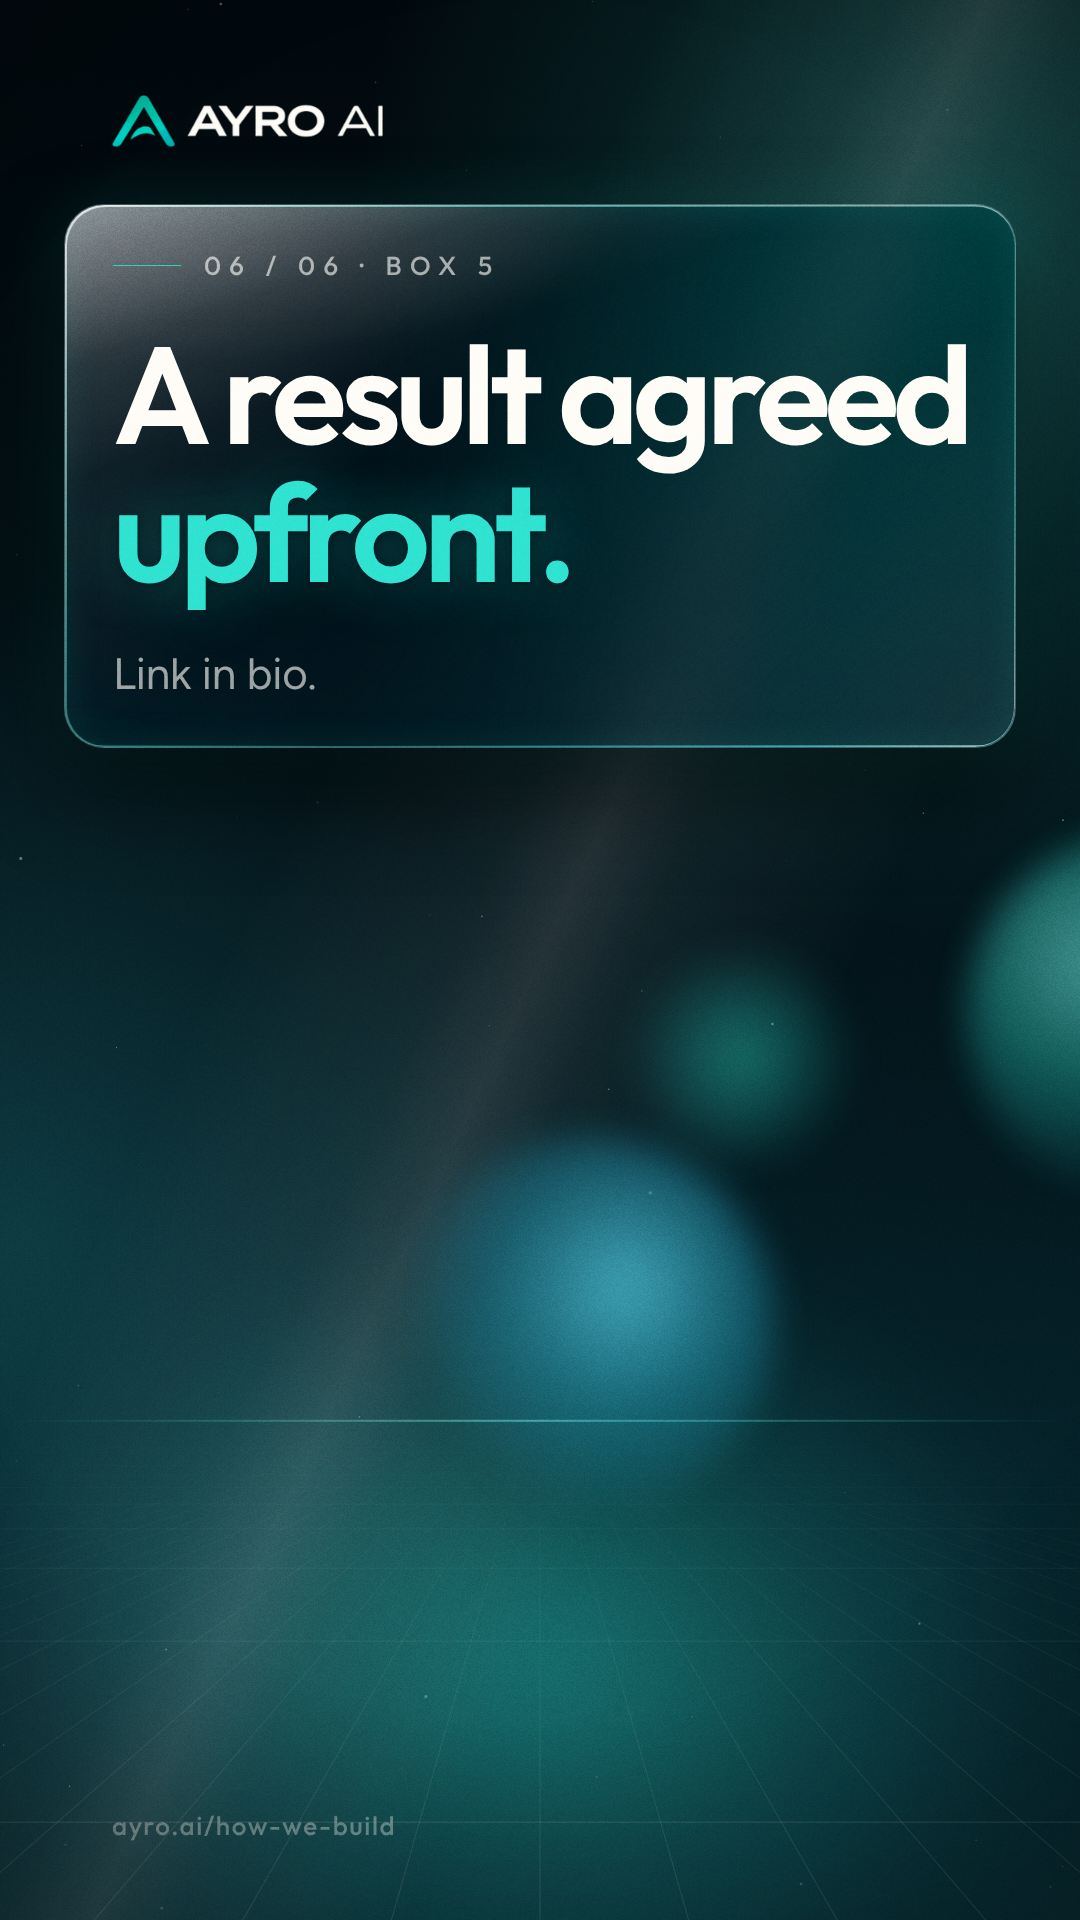 AYRO AI
06 / 06 · BOX 5
A result agreed
upfront.
Link in bio.
ayro.ai/how-we-build